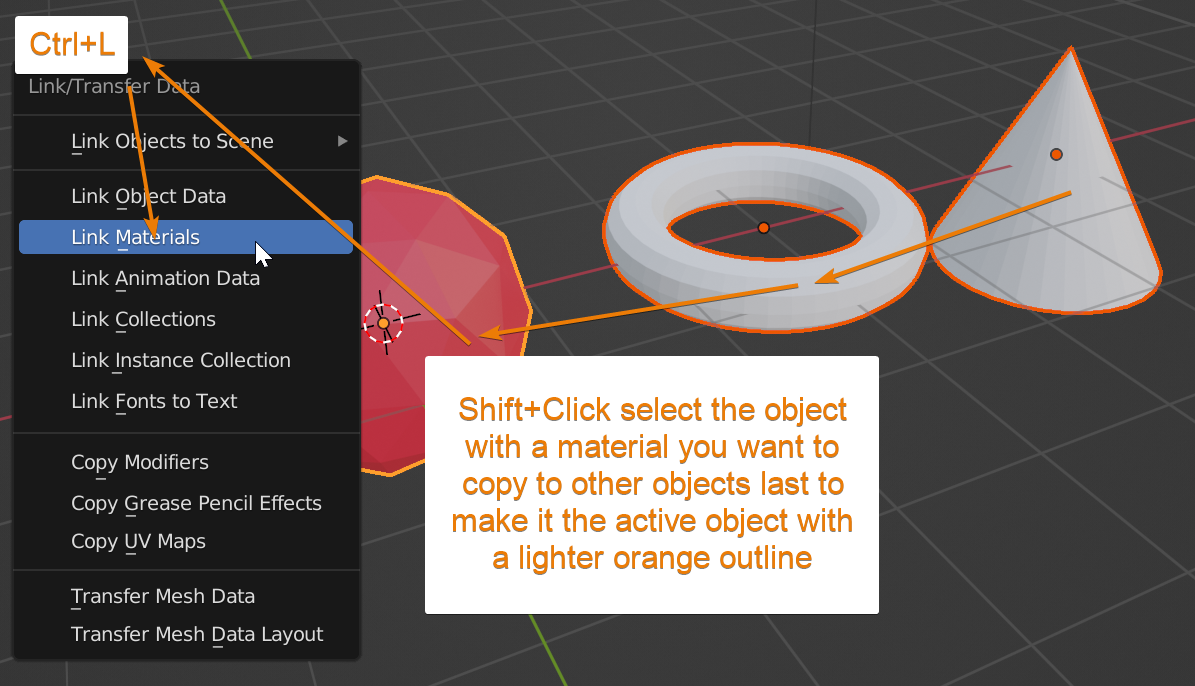 Ctrl+L
Link/Transfer Data
Link Objects to Scene
Link Object Data
Link Materials
Link Animation Data
Link Collections
Link Instance Collection
Link Fonts to Text
Copy Modifiers
Copy Grease Pencil Effects
Copy UV Maps
Transfer Mesh Data
Transfer Mesh Data Layout
Shift+Click select the object
with a material you want to
copy to other objects last to
make it the active object with
a lighter orange outline